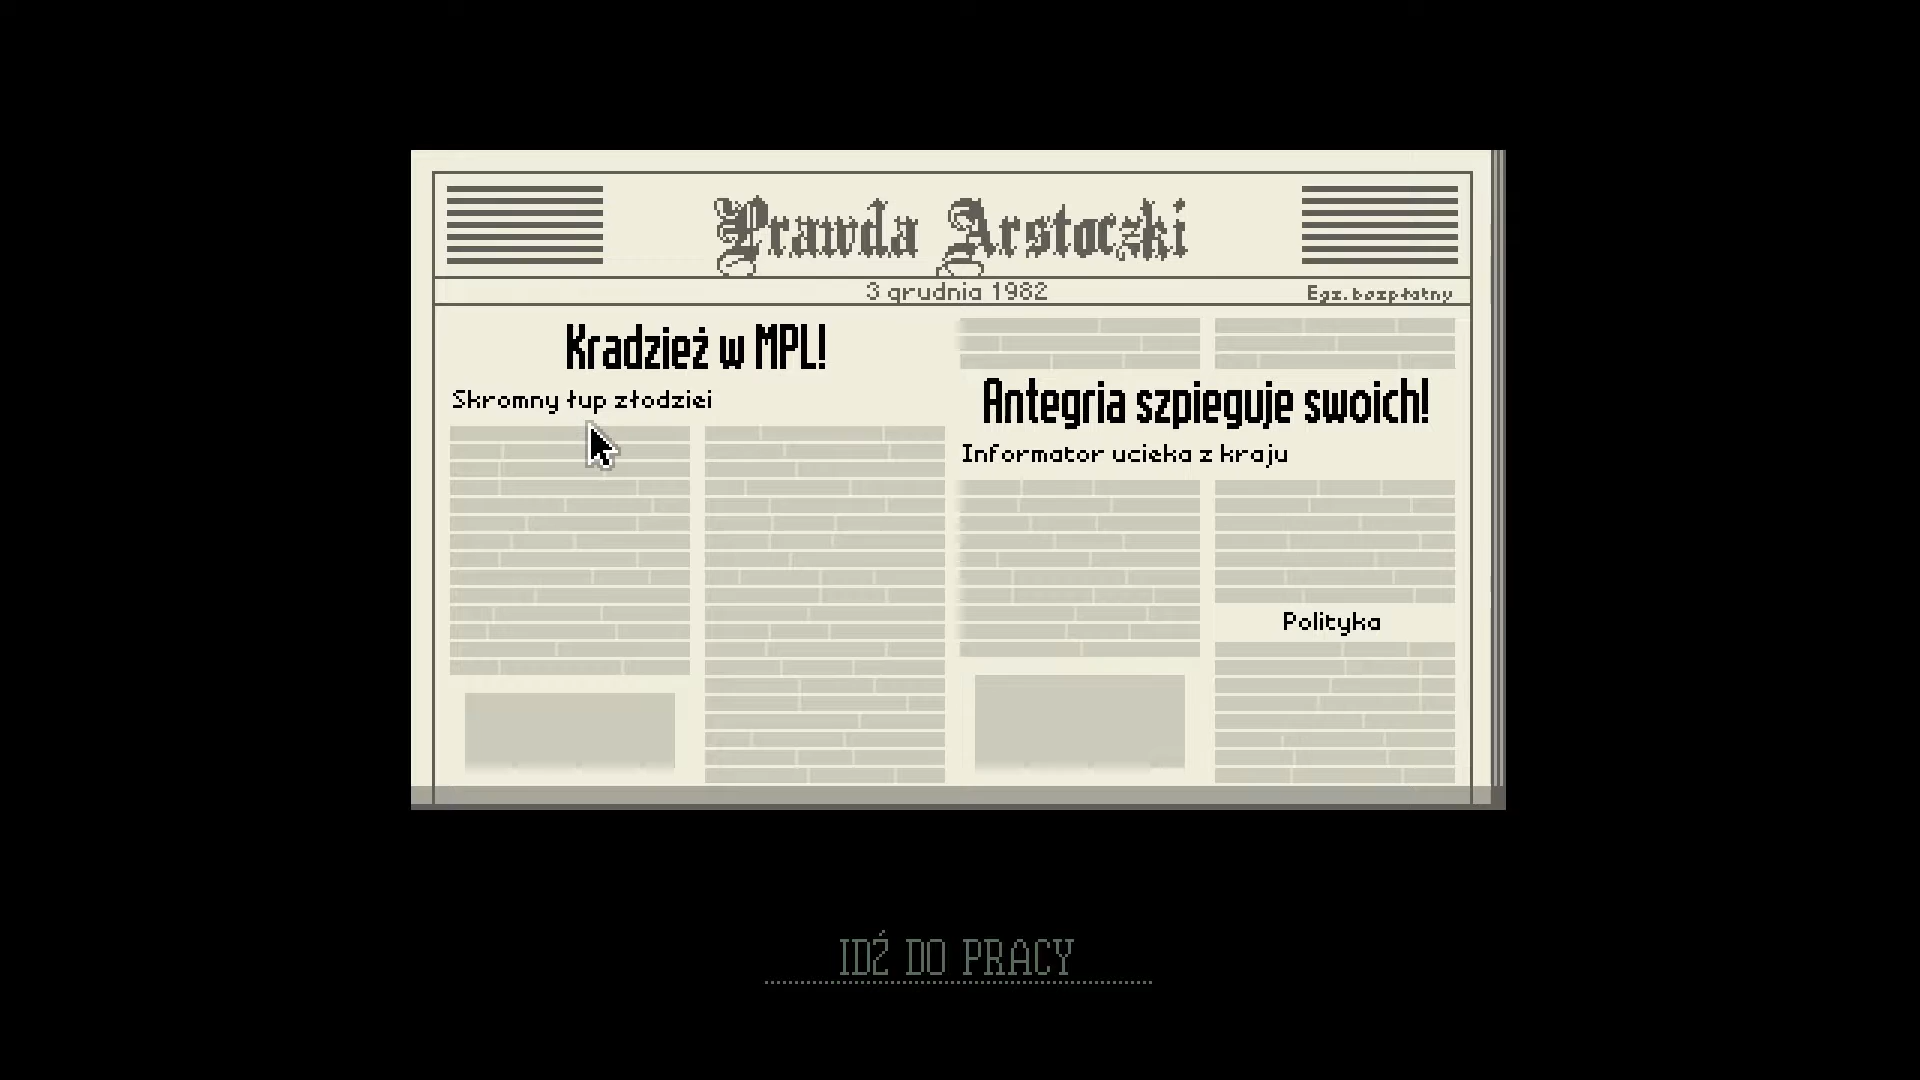 Prawda Arstoczki
3 grudnia 1982
Egz. bezpłatny
Kradzież w MPL!
Skromny łup złodziei
Antegria szpieguje swoich!
Informator ucieka z kraju
Polityka
IDŹ DO PRACY